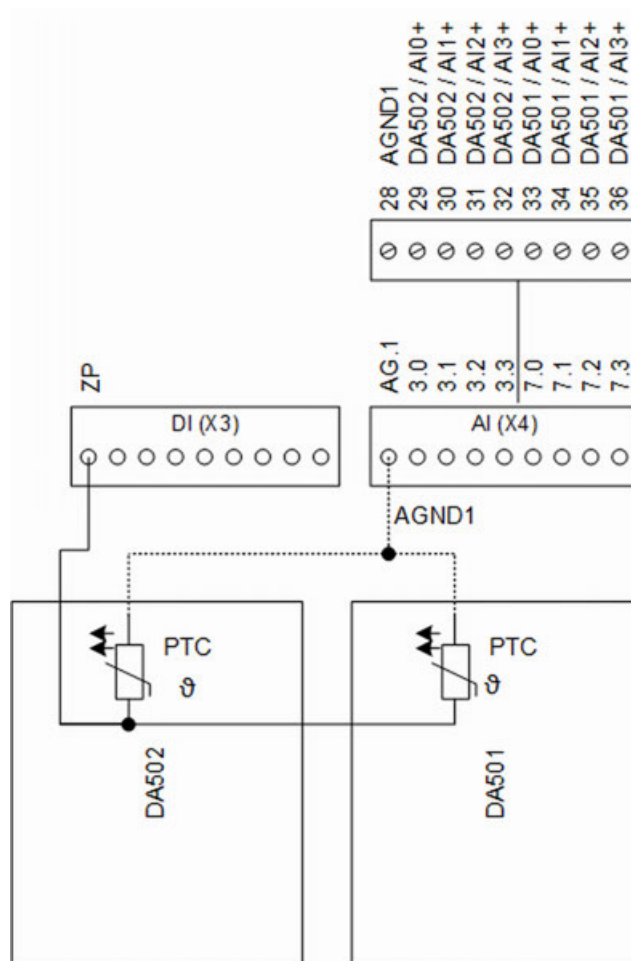 28 AGND1
29 DA502 / AI0+
30 DA502 / AI1+
31 DA502 / AI2+
32 DA502 / AI3+
33 DA501 / AI0+
34 DA501 / AI1+
35 DA501 / AI2+
36 DA501 / AI3+
ZP
AG.1
3.0
3.1
3.2
3.3
7.0
7.1
7.2
7.3
DI (X3)
AI (X4)
AGND1
PTC
ϑ
PTC
ϑ
DA502
DA501